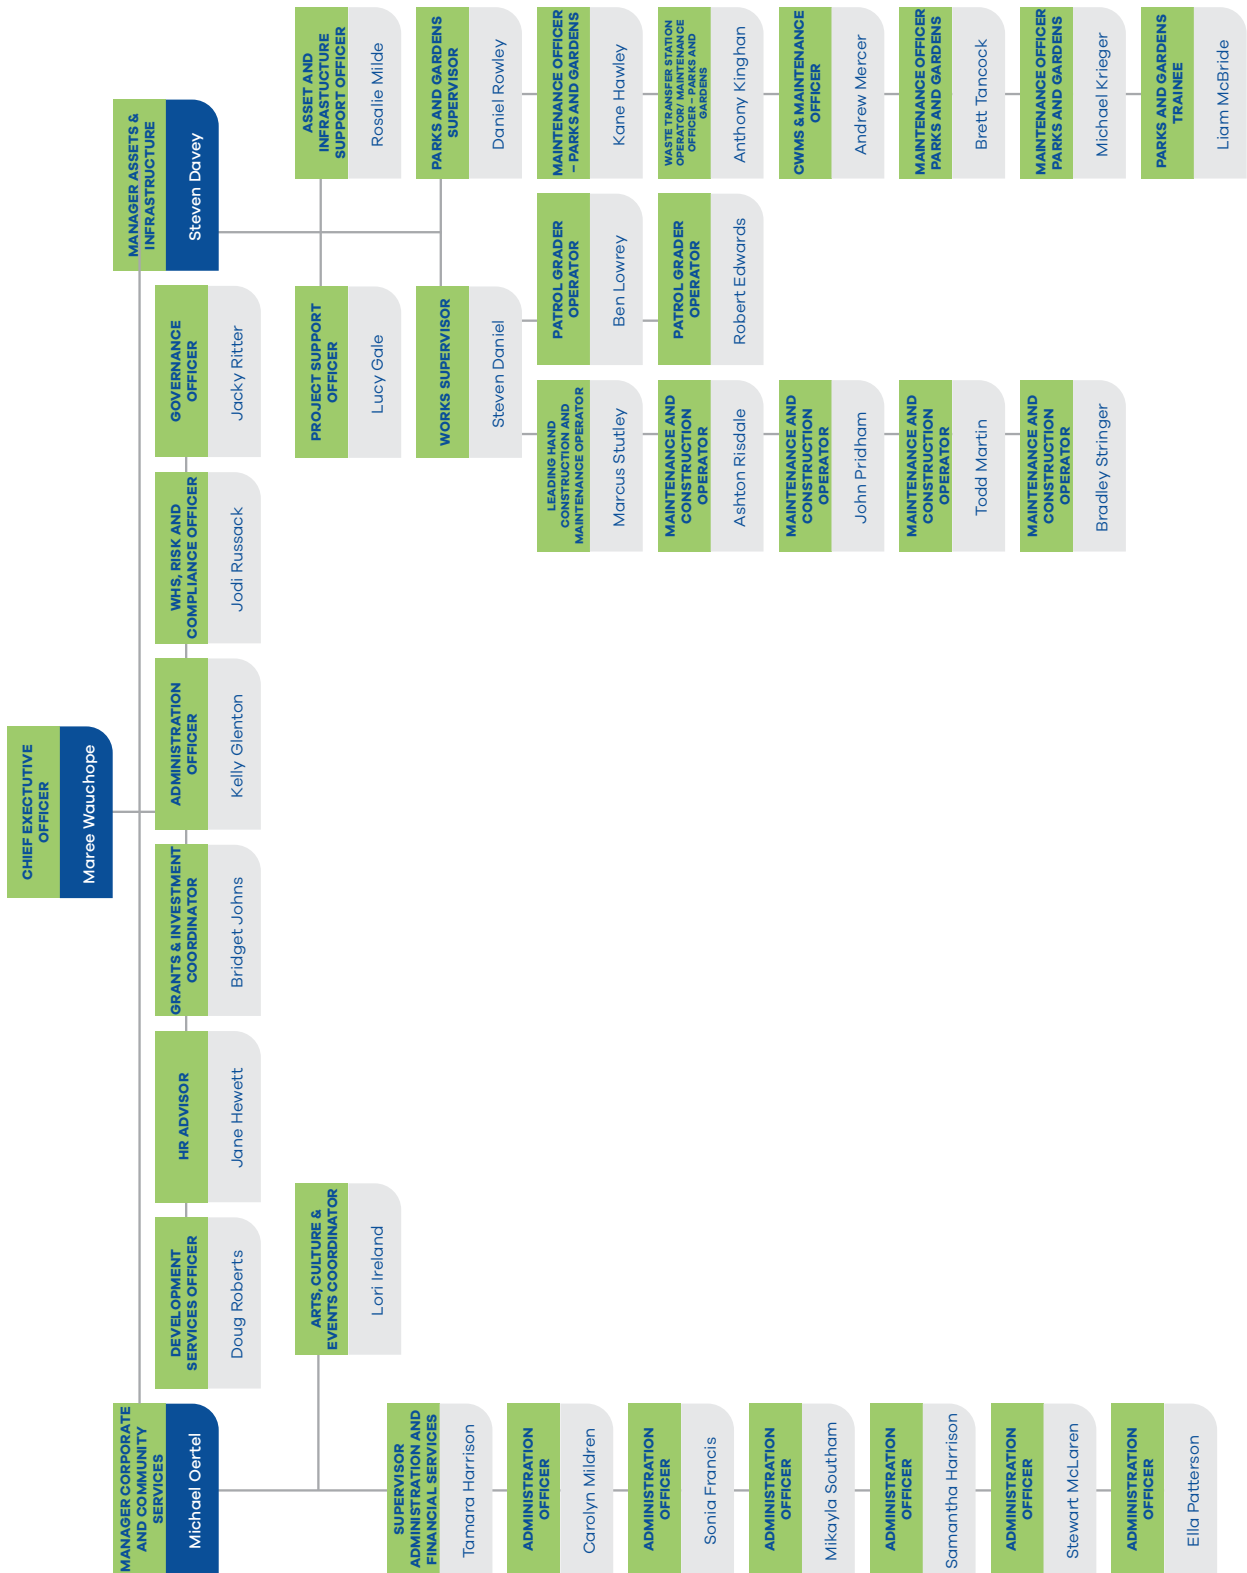 CHIEF EXECTUTIVE
OFFICER
Maree Wauchope
MANAGER CORPORATE
AND COMMUNITY
SERVICES
Michael Oertel
MANAGER ASSETS &
INFRASTRUCTURE
Steven Davey
DEVELOPMENT
SERVICES OFFICER
Doug Roberts
HR ADVISOR
Jane Hewett
GRANTS & INVESTMENT
COORDINATOR
Bridget Johns
ADMINISTRATION
OFFICER
Kelly Glenton
WHS, RISK AND
COMPLIANCE OFFICER
Jodi Russack
GOVERNANCE
OFFICER
Jacky Ritter
ARTS, CULTURE &
EVENTS COORDINATOR
Lori Ireland
PROJECT SUPPORT
OFFICER
Lucy Gale
ASSET AND
INFRASTUCTURE
SUPPORT OFFICER
Rosalie Milde
SUPERVISOR
ADMINISTRATION AND
FINANCIAL SERVICES
Tamara Harrison
WORKS SUPERVISOR
Steven Daniel
PARKS AND GARDENS
SUPERVISOR
Daniel Rowley
ADMINISTRATION
OFFICER
Carolyn Mildren
LEADING HAND
CONSTRUCTION AND
MAINTENANCE OPERATOR
Marcus Stutley
PATROL GRADER
OPERATOR
Ben Lowrey
MAINTENANCE OFFICER
– PARKS AND GARDENS
Kane Hawley
ADMINISTRATION
OFFICER
Sonia Francis
MAINTENANCE AND
CONSTRUCTION
OPERATOR
Ashton Risdale
PATROL GRADER
OPERATOR
Robert Edwards
WASTE TRANSFER STATION
OPERATOR/ MAINTENANCE
OFFICER – PARKS AND
GARDENS
Anthony Kinghan
ADMINISTRATION
OFFICER
Mikayla Southam
MAINTENANCE AND
CONSTRUCTION
OPERATOR
John Pridham
CWMS & MAINTENANCE
OFFICER
Andrew Mercer
ADMINISTRATION
OFFICER
Samantha Harrison
MAINTENANCE AND
CONSTRUCTION
OPERATOR
Todd Martin
MAINTENANCE OFFICER
PARKS AND GARDENS
Brett Tancock
ADMINISTRATION
OFFICER
Stewart McLaren
MAINTENANCE AND
CONSTRUCTION
OPERATOR
Bradley Stringer
MAINTENANCE OFFICER
PARKS AND GARDENS
Michael Krieger
ADMINISTRATION
OFFICER
Ella Patterson
PARKS AND GARDENS
TRAINEE
Liam McBride